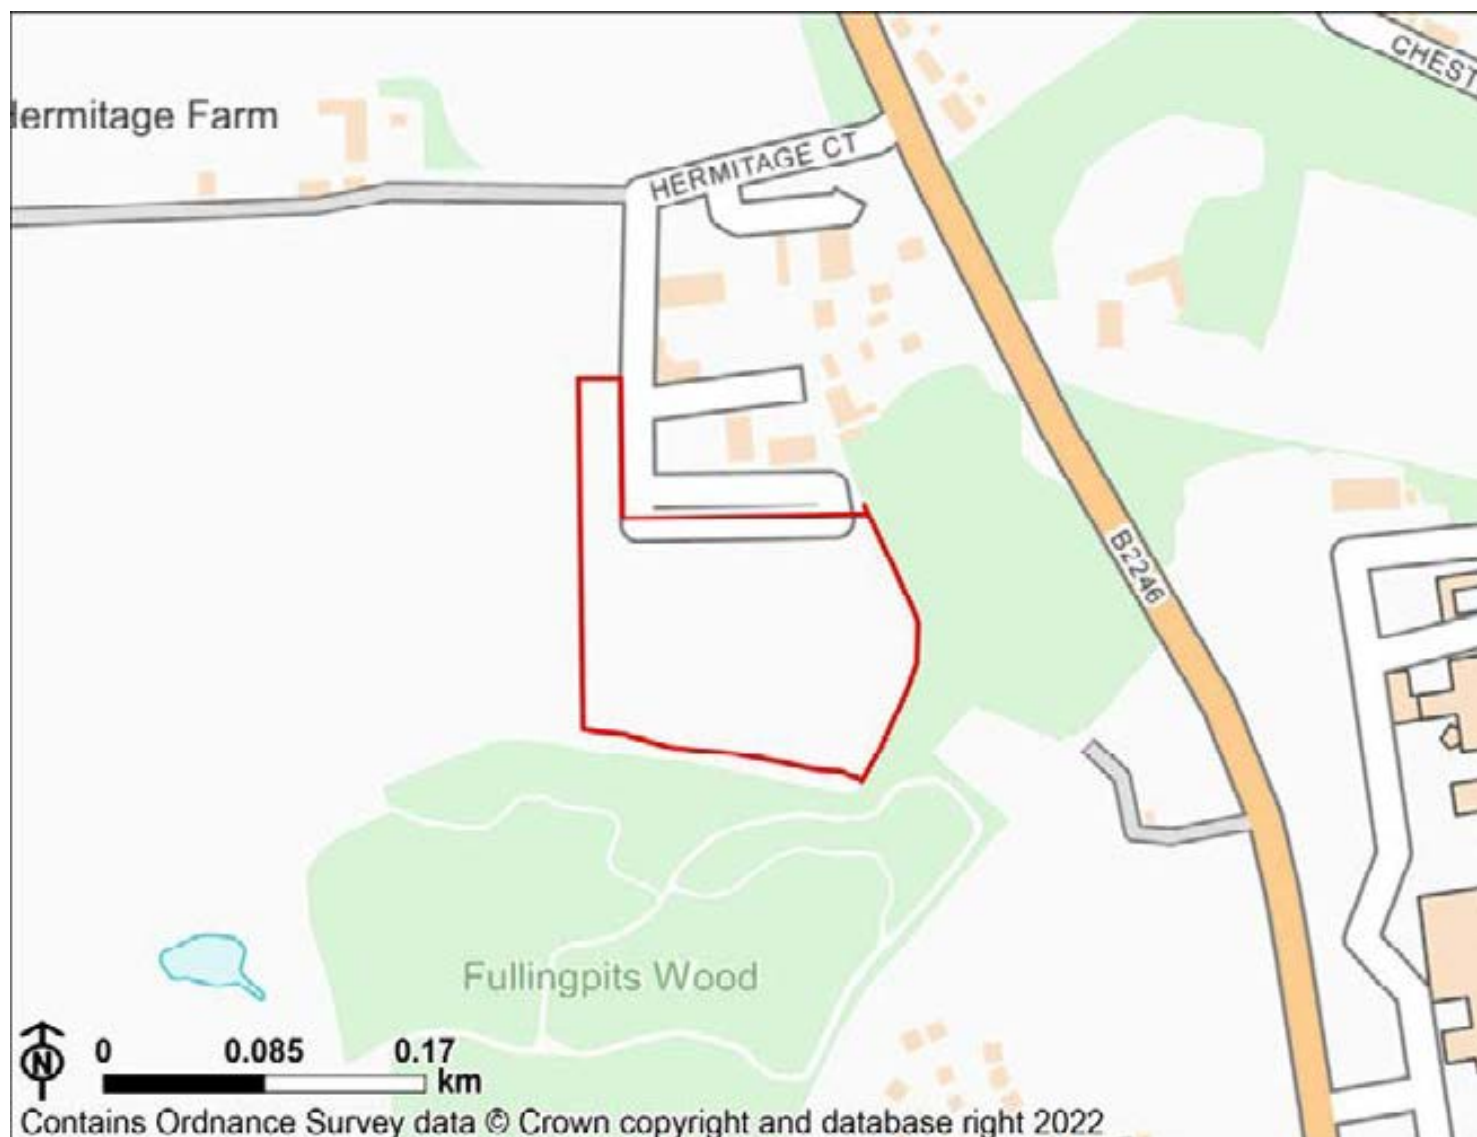 CHEST
Hermitage Farm
HERMITAGE CT
B2246
Fullingpits Wood
N
0 0.085 0.17
km
Contains Ordnance Survey data © Crown copyright and database right 2022